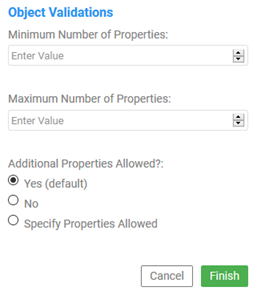 Object Validations
Minimum Number of Properties:
Enter Value
Maximum Number of Properties:
Enter Value
Additional Properties Allowed?:
Yes (default)
No
Specify Properties Allowed
Cancel Finish